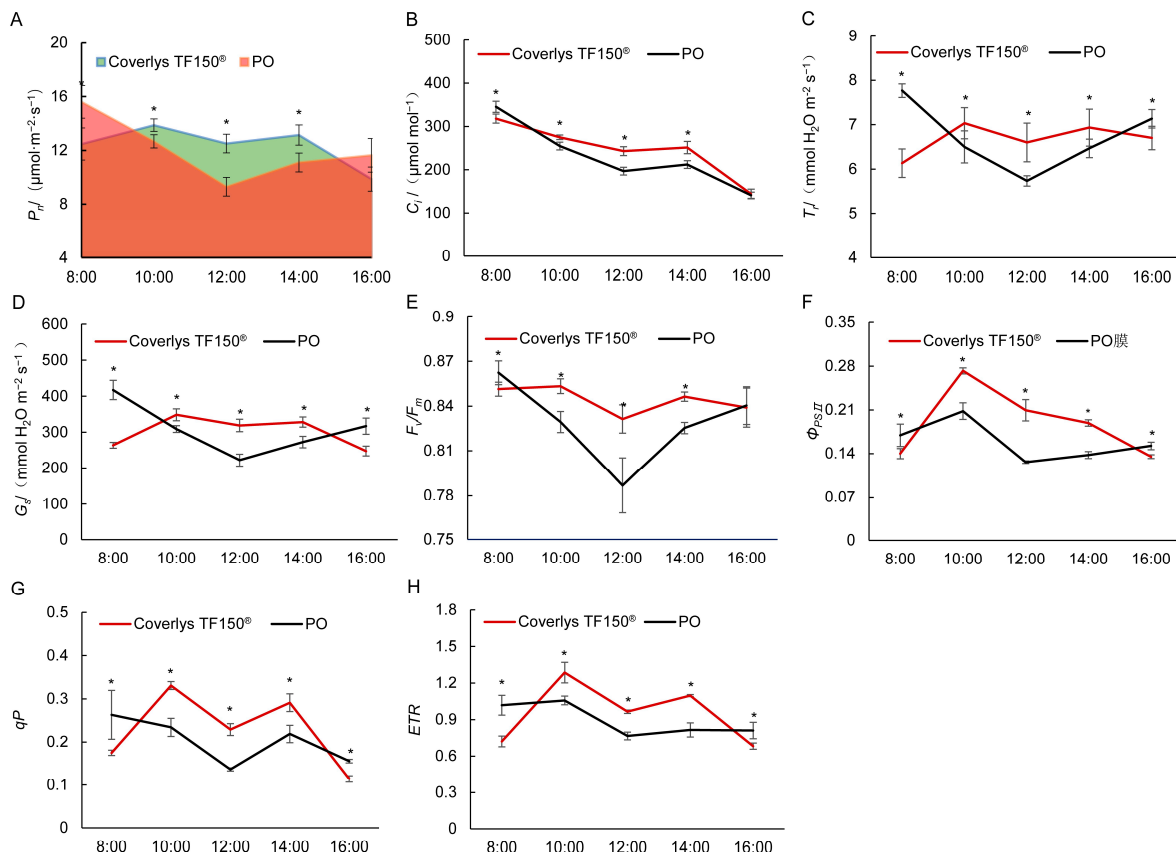 A
20
16
12
8
4
Pn/（μmol·m−2·s−1）
Coverlys TF150® PO
* * * *
8:00 10:00 12:00 14:00 16:00
B
500
400
300
200
100
0
Ci/（μmol mol−1）
Coverlys TF150® PO
* * * *
8:00 10:00 12:00 14:00 16:00
C
9
8
7
6
5
4
Tr/（mmol H2O m-2 s-1）
Coverlys TF150® PO
* * * * *
8:00 10:00 12:00 14:00 16:00
D
600
500
400
300
200
100
0
Gs/（mmol H2O m−2 s−1）
Coverlys TF150® PO
* * * * *
8:00 10:00 12:00 14:00 16:00
E
0.9
0.87
0.84
0.81
0.78
0.75
Fv/Fm
Coverlys TF150® PO
* * * *
8:00 10:00 12:00 14:00 16:00
F
0.35
0.28
0.21
0.14
0.07
0
ΦPSⅡ
Coverlys TF150® PO膜
* * * * *
8:00 10:00 12:00 14:00 16:00
G
0.5
0.4
0.3
0.2
0.1
0
qP
Coverlys TF150® PO
* * * * *
8:00 10:00 12:00 14:00 16:00
H
1.8
1.5
1.2
0.9
0.6
0.3
0
ETR
Coverlys TF150® PO
* * * * *
8:00 10:00 12:00 14:00 16:00